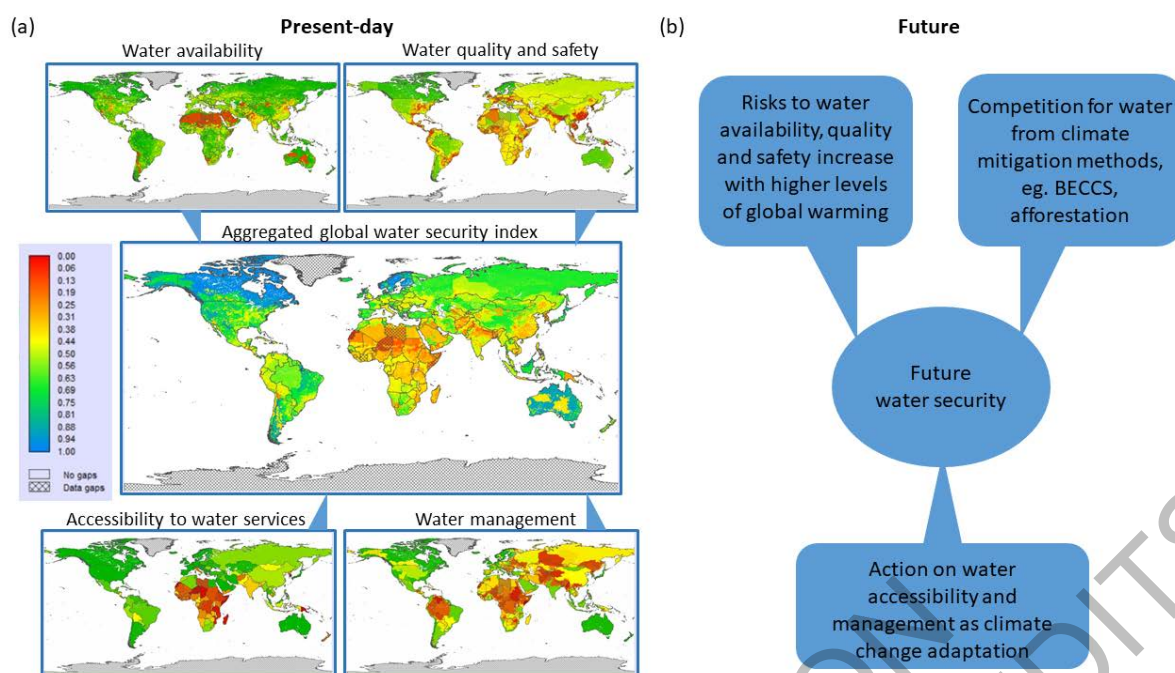 (a)
Present-day
Water availability
Water quality and safety
Aggregated global water security index
0.00
0.06
0.13
0.19
0.25
0.31
0.38
0.44
0.50
0.56
0.63
0.69
0.75
0.81
0.88
0.94
1.00
No gaps
Data gaps
Accessibility to water services
Water management
(b)
Future
Risks to water
availability, quality
and safety increase
with higher levels
of global warming
Competition for water
from climate
mitigation methods,
eg. BECCS,
afforestation
Future
water security
Action on water
accessibility and
management as climate
change adaptation